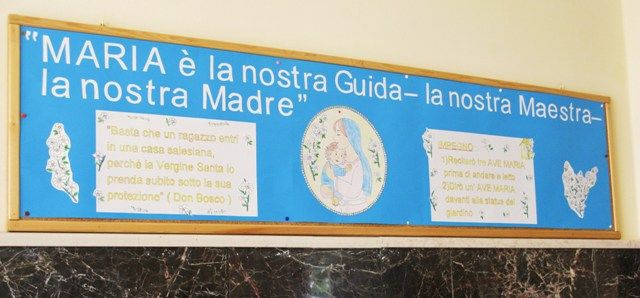 “MARIA è la nostra Guida– la nostra Maestra–
la nostra Madre”
"Basta che un ragazzo entri
in una casa salesiana,
perché la Vergine Santa lo
prenda subito sotto la sua
protezione" ( Don Bosco )
IMPEGNO
1)Reciterò tre AVE MARIA
prima di andare a letto
2)Dirò un' AVE MARIA
davanti alla statua del
giardino